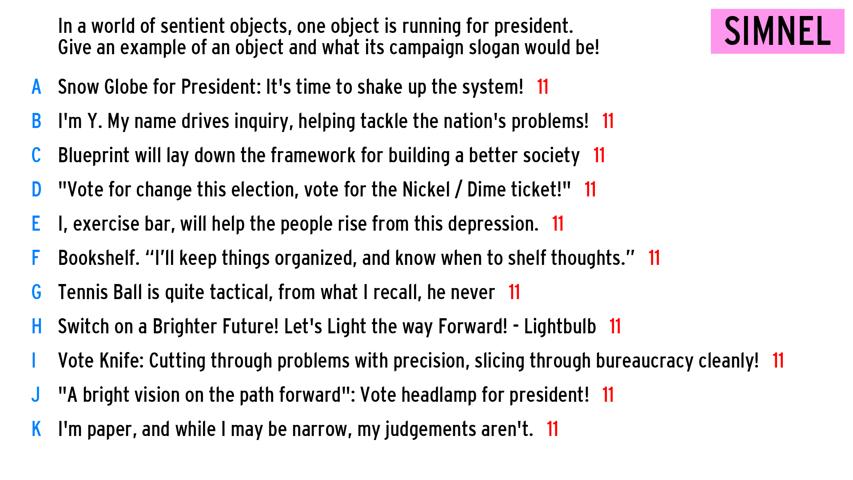 In a world of sentient objects, one object is running for president.
Give an example of an object and what its campaign slogan would be!
SIMNEL
A Snow Globe for President: It's time to shake up the system! 11
B I'm Y. My name drives inquiry, helping tackle the nation's problems! 11
C Blueprint will lay down the framework for building a better society 11
D "Vote for change this election, vote for the Nickel / Dime ticket!" 11
E I, exercise bar, will help the people rise from this depression. 11
F Bookshelf. “I’ll keep things organized, and know when to shelf thoughts.” 11
G Tennis Ball is quite tactical, from what I recall, he never 11
H Switch on a Brighter Future! Let's Light the way Forward! - Lightbulb 11
I Vote Knife: Cutting through problems with precision, slicing through bureaucracy cleanly! 11
J "A bright vision on the path forward": Vote headlamp for president! 11
K I'm paper, and while I may be narrow, my judgements aren't. 11